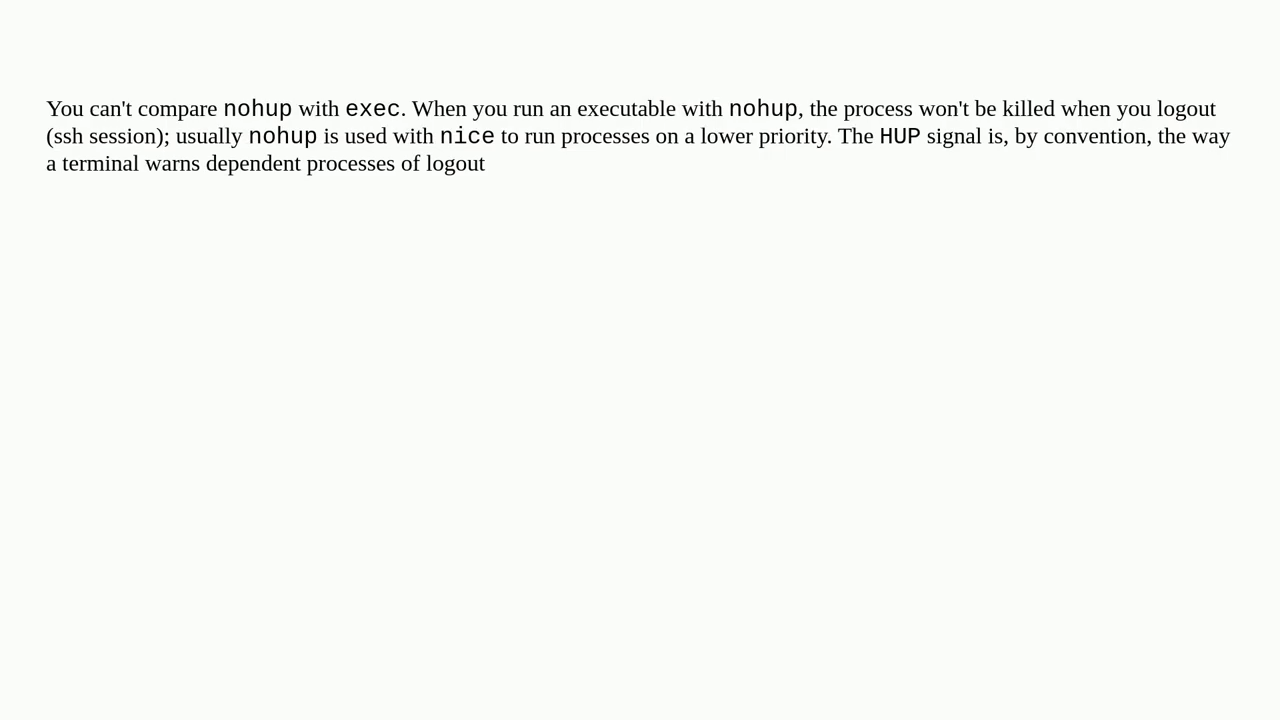 You can't compare nohup with exec. When you run an executable with nohup, the process won't be killed when you logout
(ssh session); usually nohup is used with nice to run processes on a lower priority. The HUP signal is, by convention, the way
a terminal warns dependent processes of logout